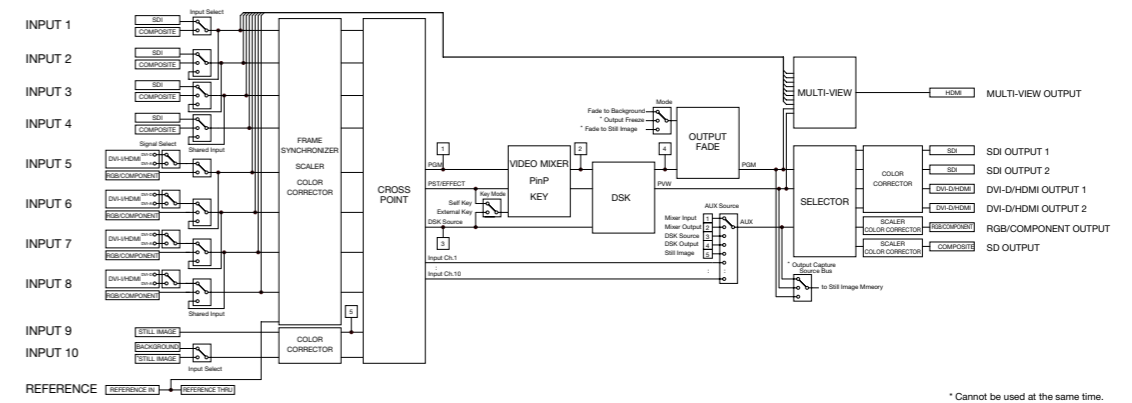 INPUT 1
SDI
COMPOSITE
Input Select
INPUT 2
SDI
COMPOSITE
INPUT 3
SDI
COMPOSITE
INPUT 4
SDI
COMPOSITE
Signal Select
Shared Input
INPUT 5
DVI-I/HDMI
DVI-D
DVI-A
RGB/COMPONENT
INPUT 6
DVI-I/HDMI
DVI-D
DVI-A
RGB/COMPONENT
INPUT 7
DVI-I/HDMI
DVI-D
DVI-A
RGB/COMPONENT
INPUT 8
DVI-I/HDMI
DVI-D
DVI-A
RGB/COMPONENT
Shared Input
INPUT 9
STILL IMAGE
INPUT 10
BACKGROUND
*STILL IMAGE
Input Select
REFERENCE
REFERENCE IN
REFERENCE THRU
FRAME
SYNCHRONIZER
SCALER
COLOR
CORRECTOR
COLOR
CORRECTOR
5
CROSS
POINT
1
PGM
PST/EFFECT
Key Mode
Self Key
External Key
DSK Source
3
Input Ch.1
:
Input Ch.10
VIDEO MIXER
PinP
KEY
2
DSK
4
Mode
Fade to Background
* Output Freeze
* Fade to Still Image
OUTPUT
FADE
PGM
PVW
AUX Source
Mixer Input 1
Mixer Output 2
DSK Source 3
DSK Output 4
Still Image 5
: :
AUX
* Output Capture
Source Bus
to Still Image Mmeory
MULTI-VIEW
HDMI
MULTI-VIEW OUTPUT
SELECTOR
COLOR
CORRECTOR
SDI
SDI OUTPUT 1
SDI
SDI OUTPUT 2
DVI-D/HDMI
DVI-D/HDMI OUTPUT 1
DVI-D/HDMI
DVI-D/HDMI OUTPUT 2
SCALER
COLOR CORRECTOR
RGB/COMPONENT
RGB/COMPONENT OUTPUT
SCALER
COLOR CORRECTOR
COMPOSITE
SD OUTPUT
* Cannot be used at the same time.